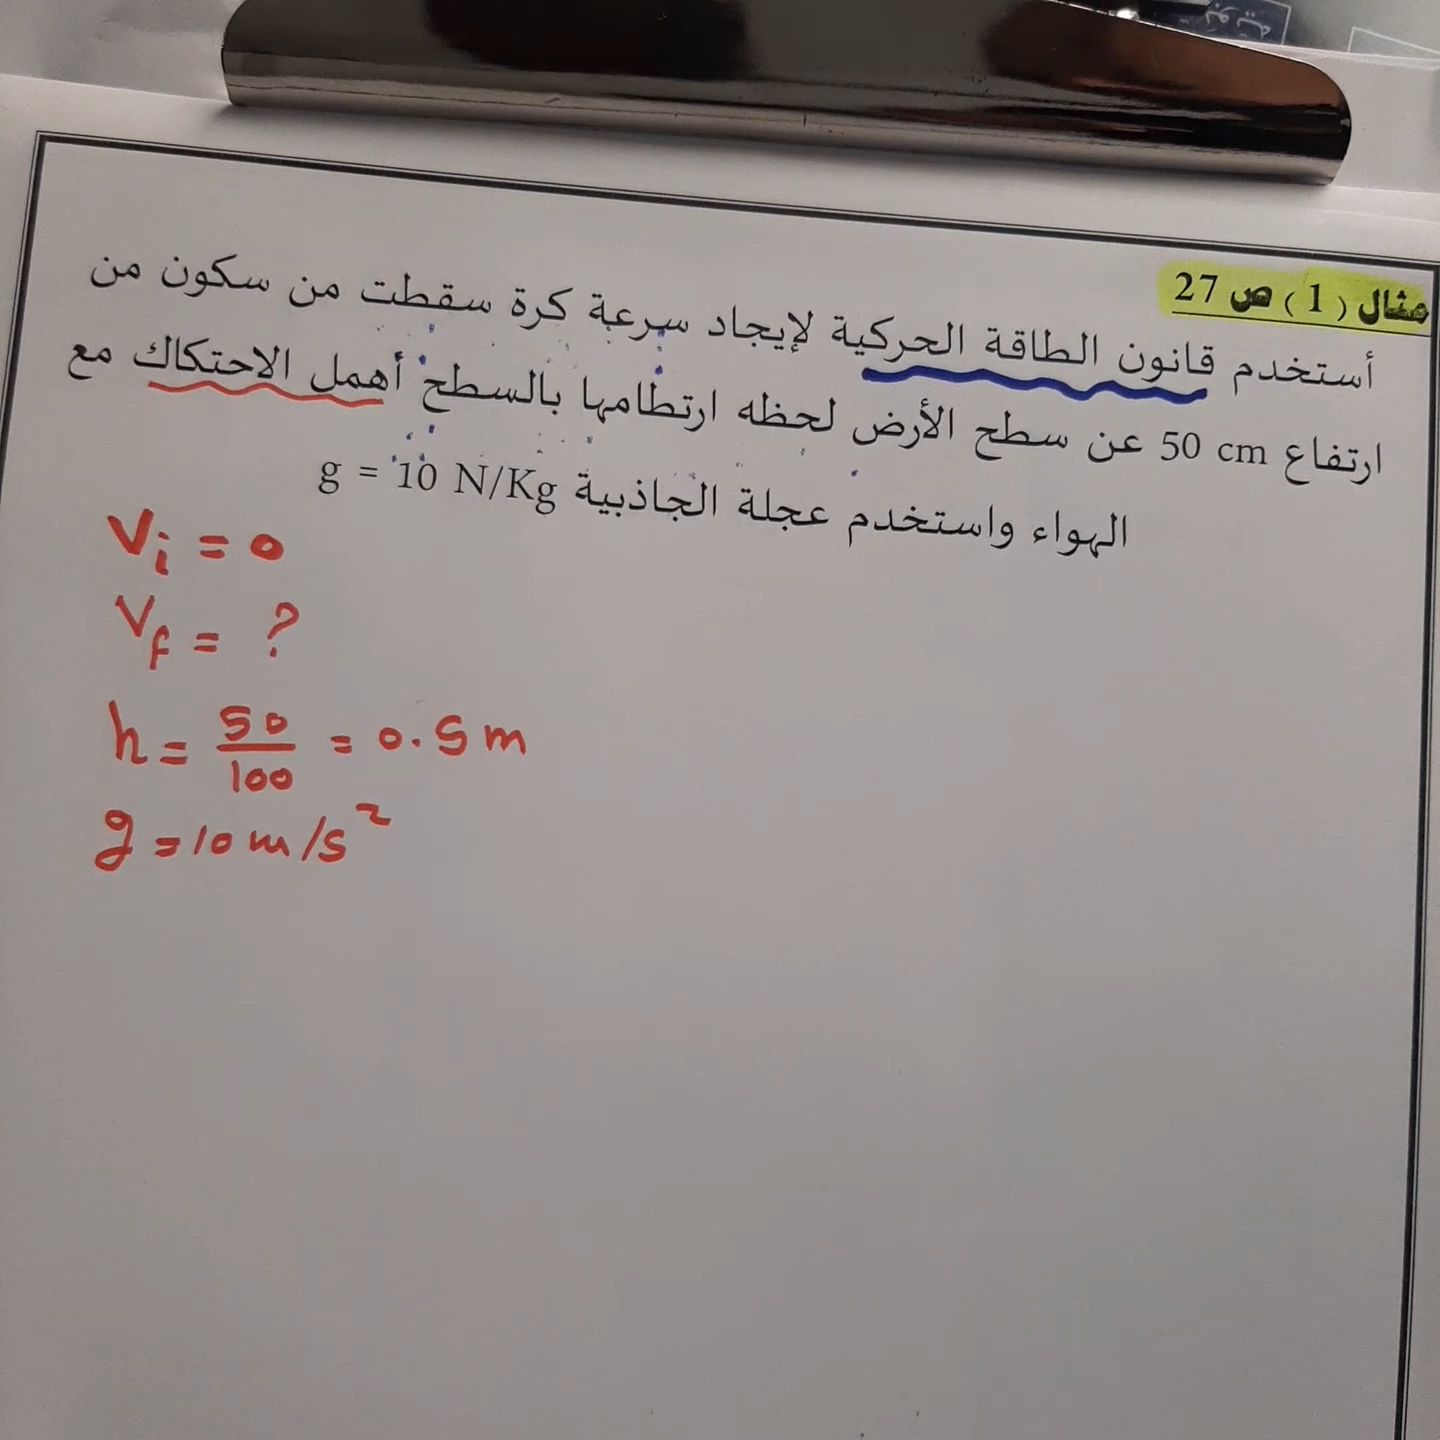 مثال (1) ص 27
أستخدم قانون الطاقة الحركية لإيجاد سرعة كرة سقطت من سكون من
ارتفاع 50 cm عن سطح الأرض لحظه ارتطامها بالسطح أهمل الاحتكاك مع
الهواء واستخدم عجلة الجاذبية g = 10 N/Kg
Vi = 0
Vf = ?
h = 50/100 = 0.5 m
g = 10 m/s²